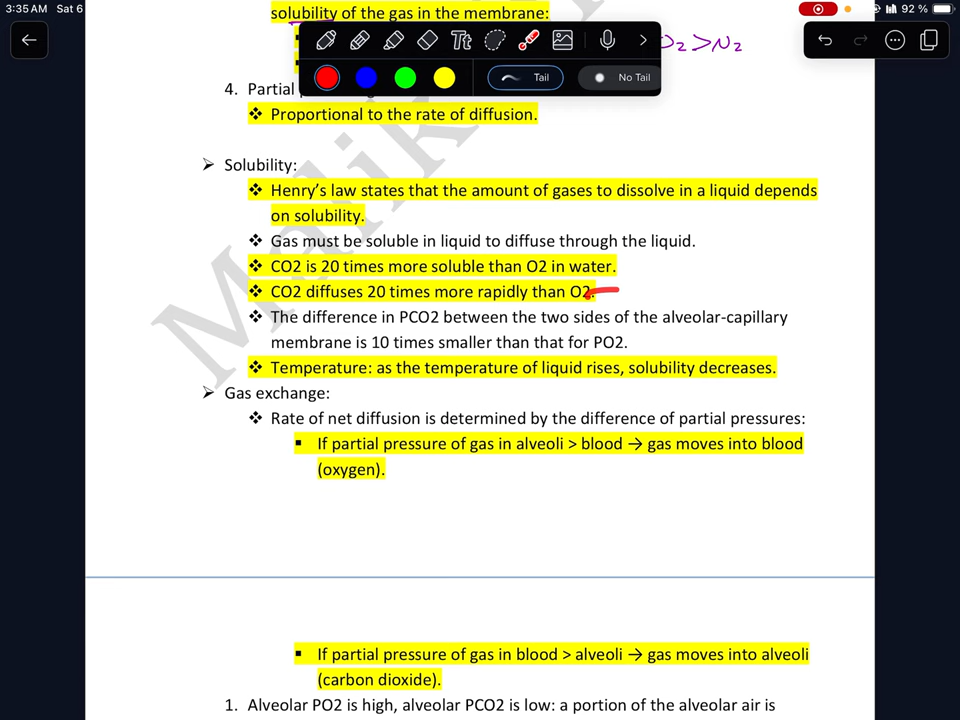 3:35 AM Sat 6
92 %
solubility of the gas in the membrane:
O₂ > N₂
Tt
Tail
No Tail
4. Partial
❖ Proportional to the rate of diffusion.
➢ Solubility:
❖ Henry’s law states that the amount of gases to dissolve in a liquid depends
on solubility.
❖ Gas must be soluble in liquid to diffuse through the liquid.
❖ CO2 is 20 times more soluble than O2 in water.
❖ CO2 diffuses 20 times more rapidly than O2.
❖ The difference in PCO2 between the two sides of the alveolar-capillary
membrane is 10 times smaller than that for PO2.
❖ Temperature: as the temperature of liquid rises, solubility decreases.
➢ Gas exchange:
❖ Rate of net diffusion is determined by the difference of partial pressures:
▪ If partial pressure of gas in alveoli > blood → gas moves into blood
(oxygen).
▪ If partial pressure of gas in blood > alveoli → gas moves into alveoli
(carbon dioxide).
1. Alveolar PO2 is high, alveolar PCO2 is low: a portion of the alveolar air is